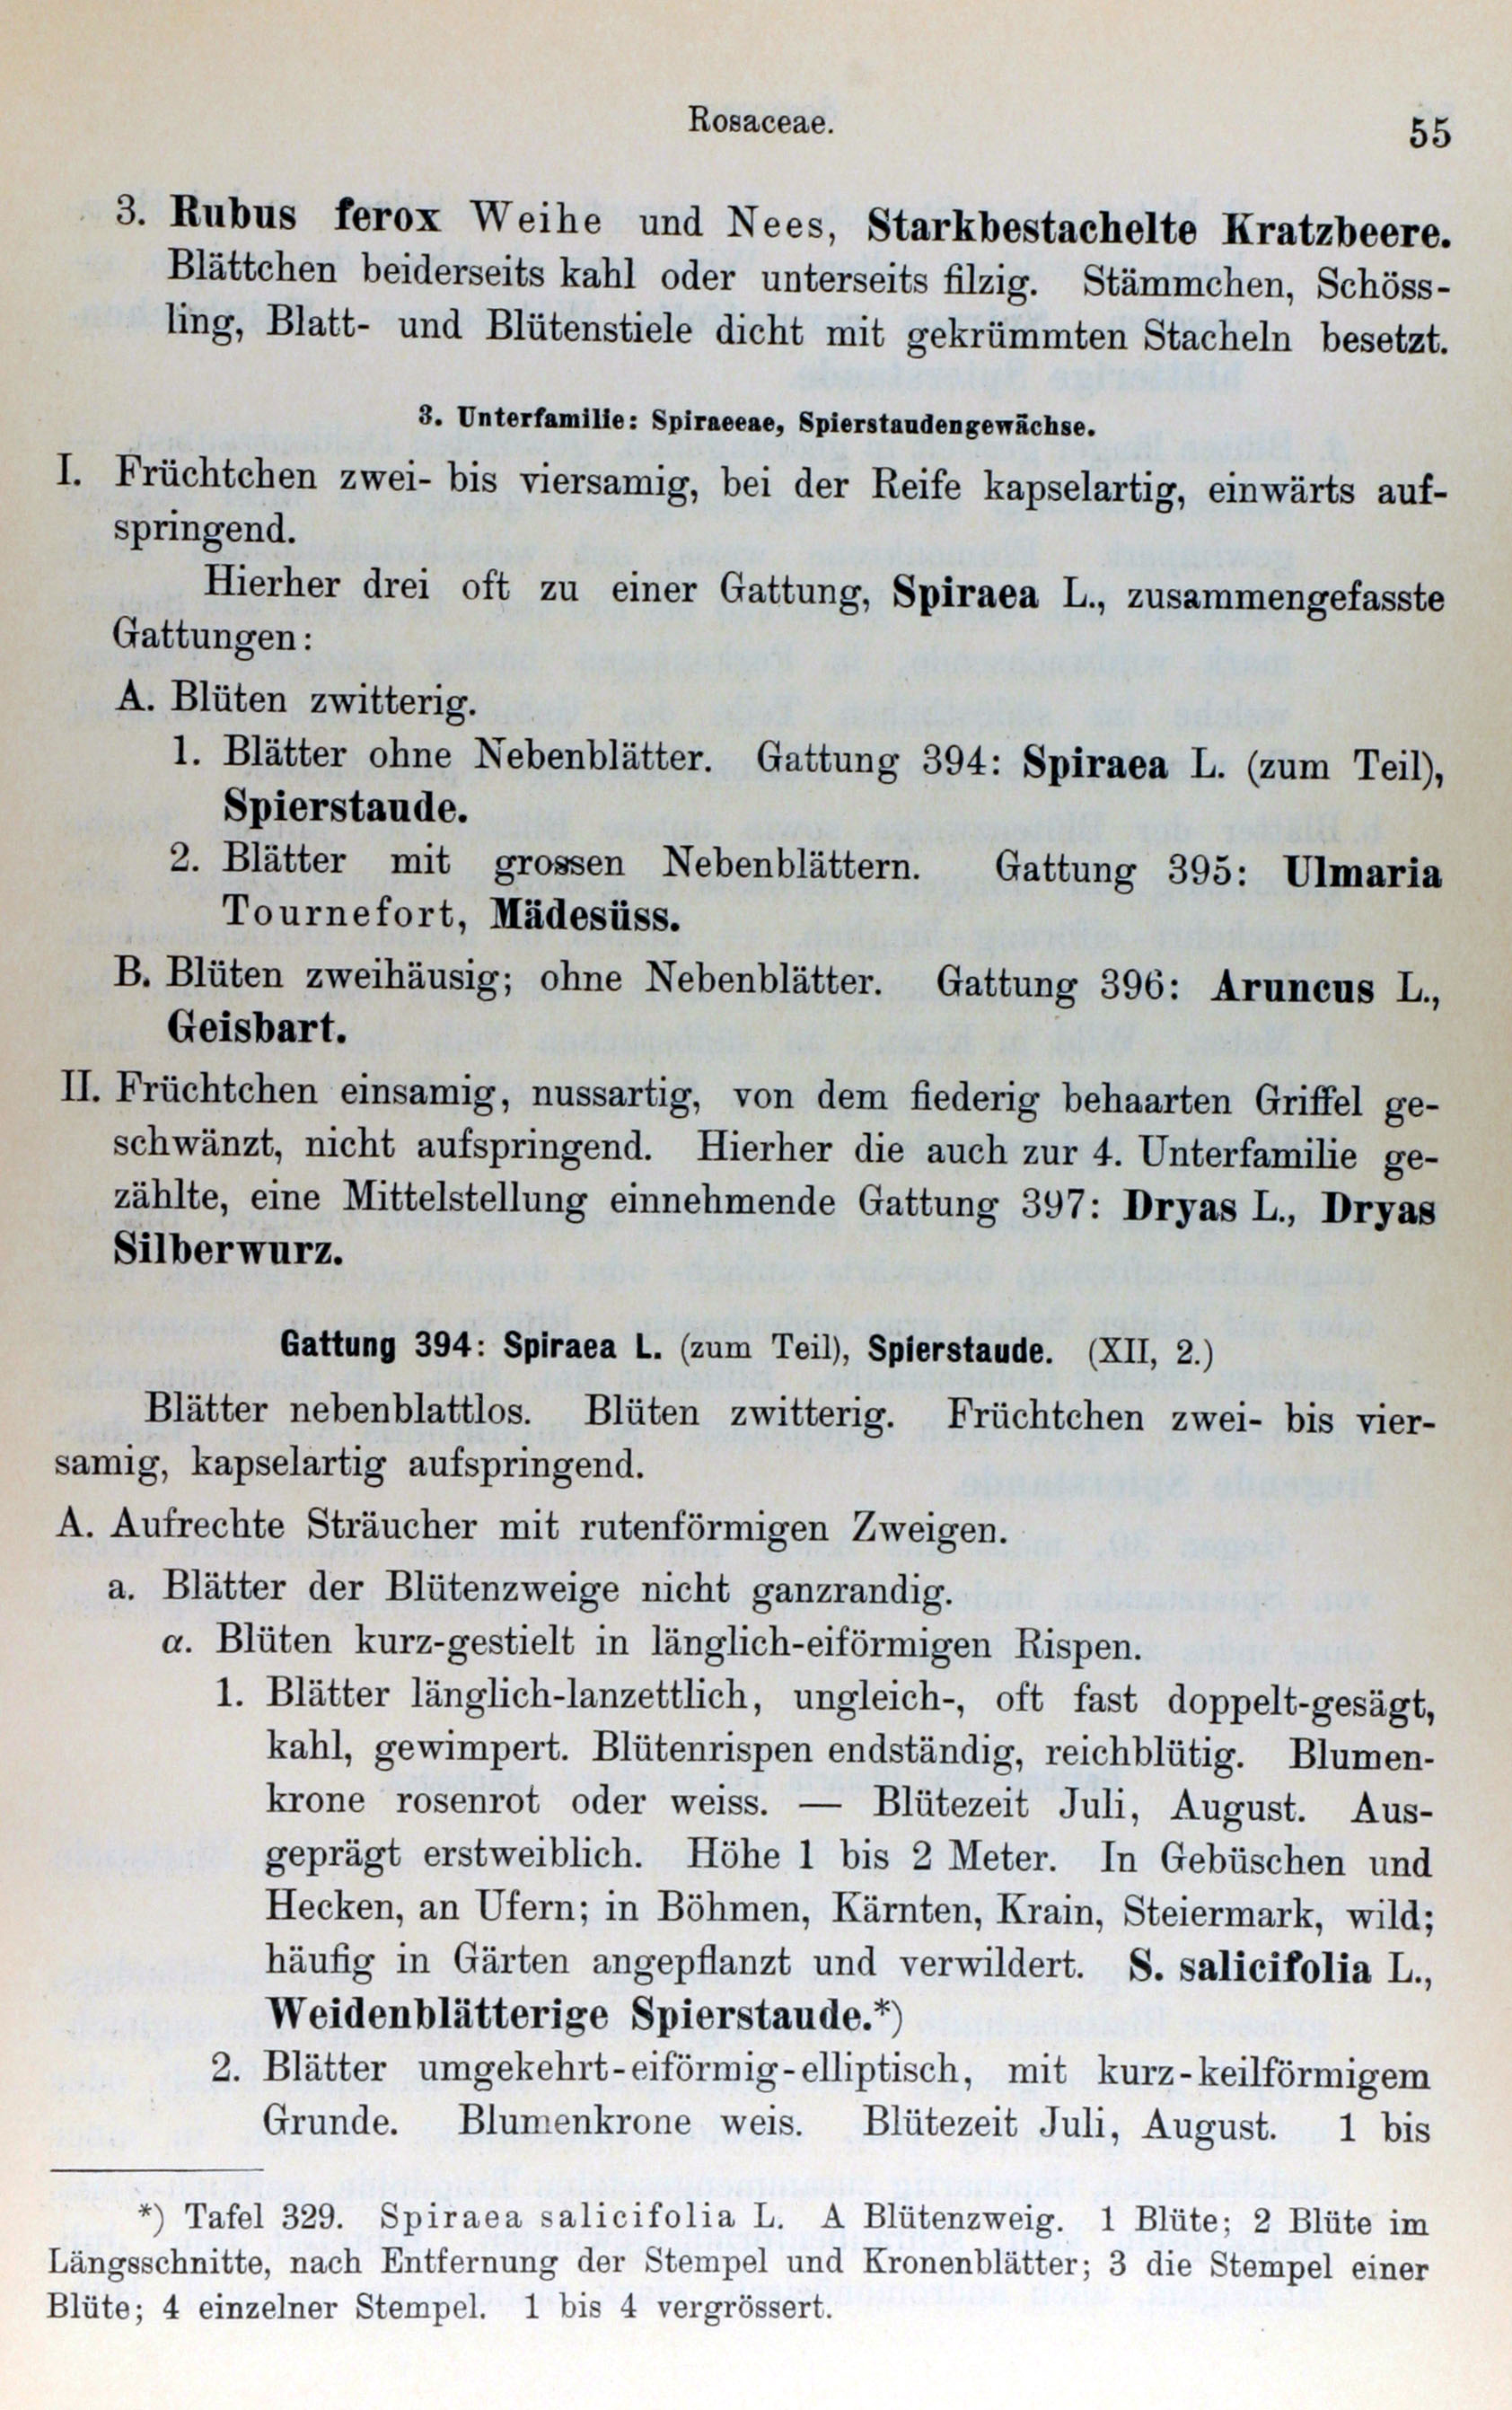 Rosaceae.
55
3. Rubus ferox Weihe und Nees, Starkbestachelte Kratzbeere.
Blättchen beiderseits kahl oder unterseits filzig. Stämmchen, Schöss-
ling, Blatt- und Blütenstiele dicht mit gekrümmten Stacheln besetzt.
3. Unterfamilie: Spiraeeae, Spierstaudengewächse.
I. Früchtchen zwei- bis viersamig, bei der Reife kapselartig, einwärts auf-
springend.
Hierher drei oft zu einer Gattung, Spiraea L., zusammengefasste
Gattungen:
A. Blüten zwitterig.
1. Blätter ohne Nebenblätter. Gattung 394: Spiraea L. (zum Teil),
Spierstaude.
2. Blätter mit grossen Nebenblättern. Gattung 395: Ulmaria
Tournefort, Mädesüss.
B. Blüten zweihäusig; ohne Nebenblätter. Gattung 396: Aruncus L.,
Geisbart.
II. Früchtchen einsamig, nussartig, von dem fiederig behaarten Griffel ge-
schwänzt, nicht aufspringend. Hierher die auch zur 4. Unterfamilie ge-
zählte, eine Mittelstellung einnehmende Gattung 397: Dryas L., Dryas
Silberwurz.
Gattung 394: Spiraea L. (zum Teil), Spierstaude. (XII, 2.)
Blätter nebenblattlos. Blüten zwitterig. Früchtchen zwei- bis vier-
samig, kapselartig aufspringend.
A. Aufrechte Sträucher mit rutenförmigen Zweigen.
a. Blätter der Blütenzweige nicht ganzrandig.
α. Blüten kurz-gestielt in länglich-eiförmigen Rispen.
1. Blätter länglich-lanzettlich, ungleich-, oft fast doppelt-gesägt,
kahl, gewimpert. Blütenrispen endständig, reichblütig. Blumen-
krone rosenrot oder weiss. — Blütezeit Juli, August. Aus-
geprägt erstweiblich. Höhe 1 bis 2 Meter. In Gebüschen und
Hecken, an Ufern; in Böhmen, Kärnten, Krain, Steiermark, wild;
häufig in Gärten angepflanzt und verwildert. S. salicifolia L.,
Weidenblätterige Spierstaude.*)
2. Blätter umgekehrt-eiförmig-elliptisch, mit kurz-keilförmigem
Grunde. Blumenkrone weis. Blütezeit Juli, August. 1 bis
*) Tafel 329. Spiraea salicifolia L. A Blütenzweig. 1 Blüte; 2 Blüte im
Längsschnitte, nach Entfernung der Stempel und Kronenblätter; 3 die Stempel einer
Blüte; 4 einzelner Stempel. 1 bis 4 vergrössert.